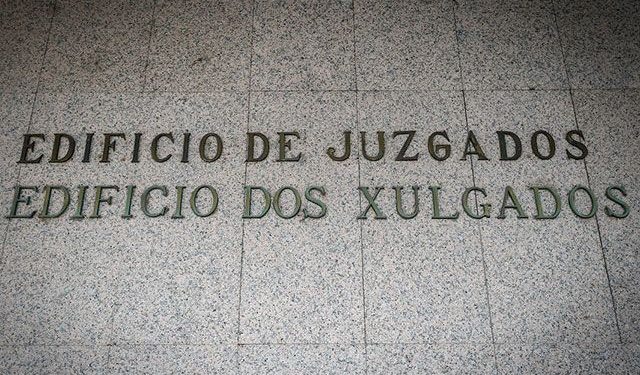 EDIFICIO DE JUZGADOS
EDIFICIO DOS XULGADOS